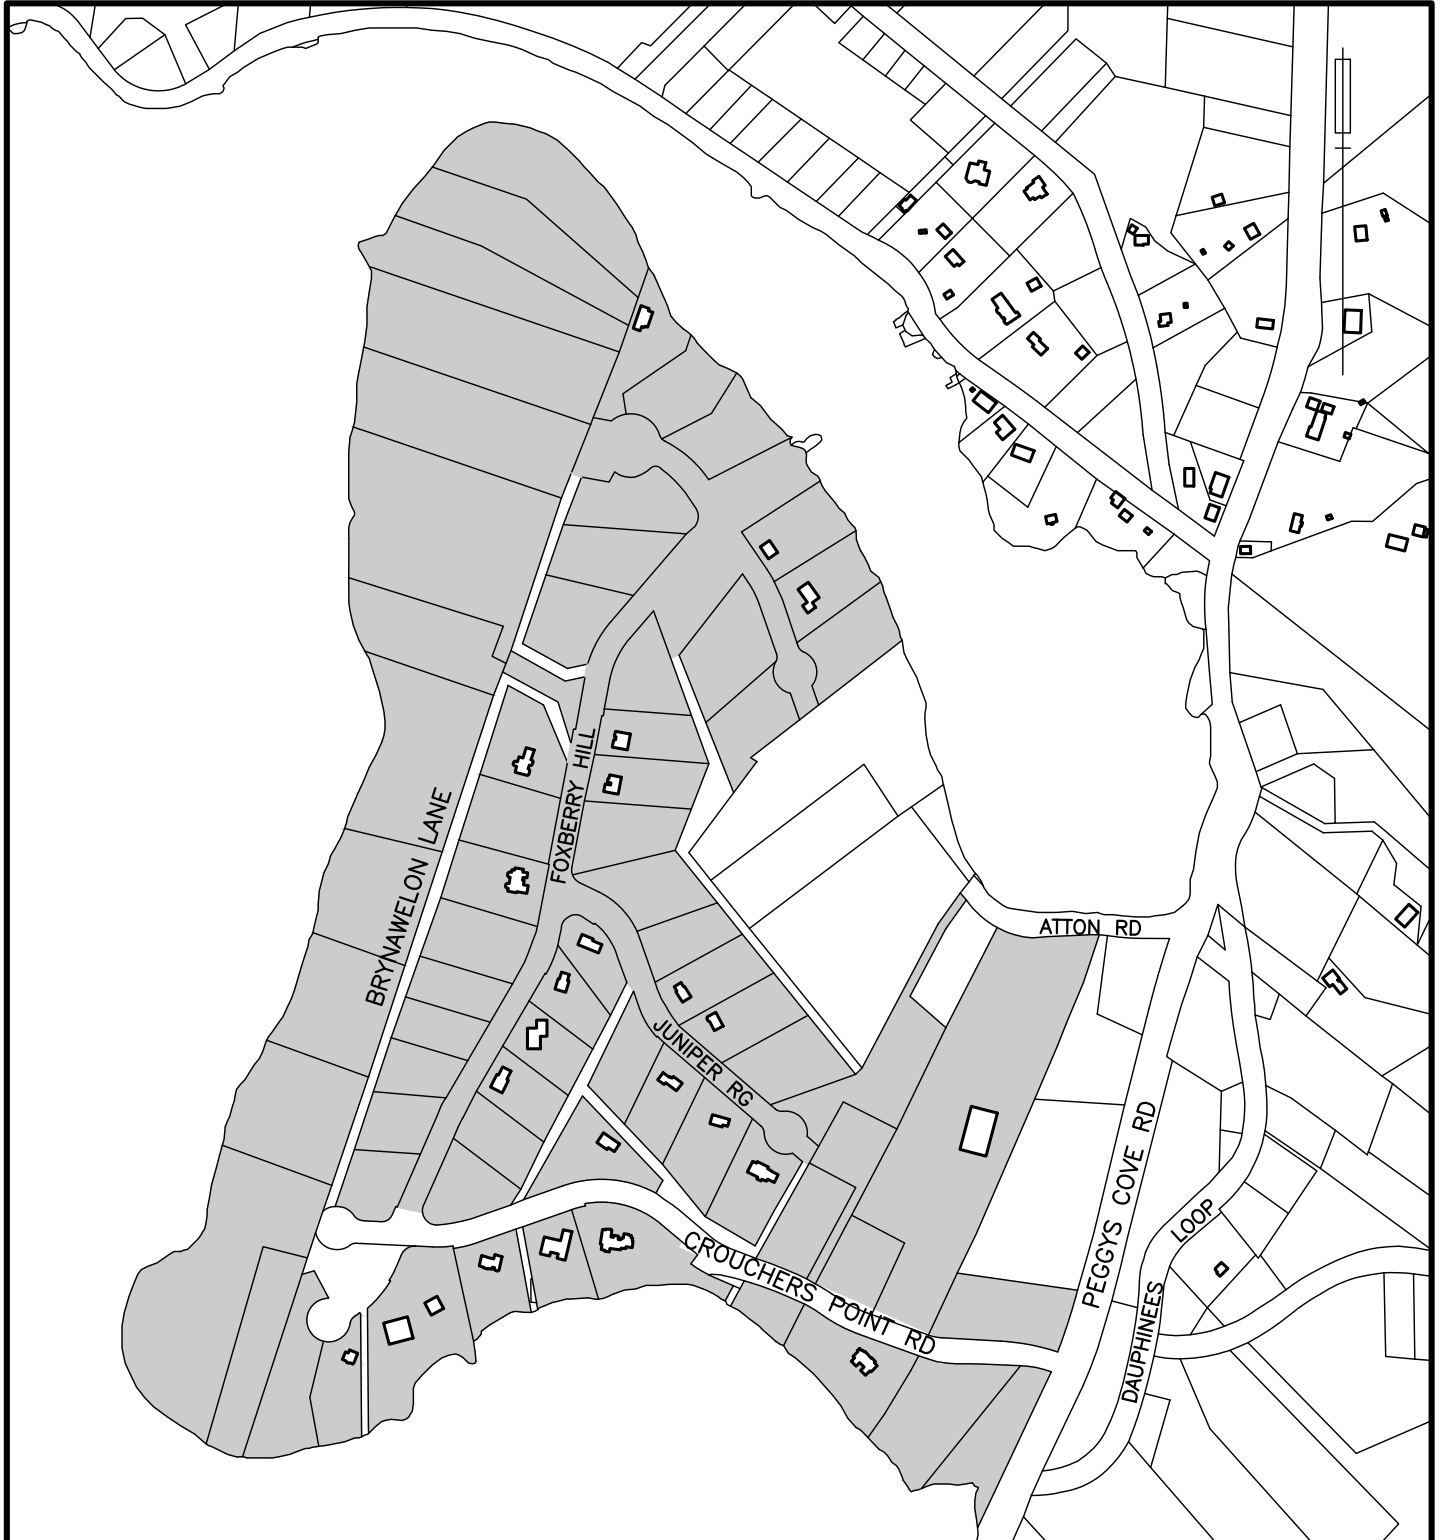 FOXBERRY HILL
BRYNAWELON LANE
ATTON RD
JUNIPER RG
PEGGYS COVE RD
LOOP
DAUPHINEES
CROUCHERS POINT RD